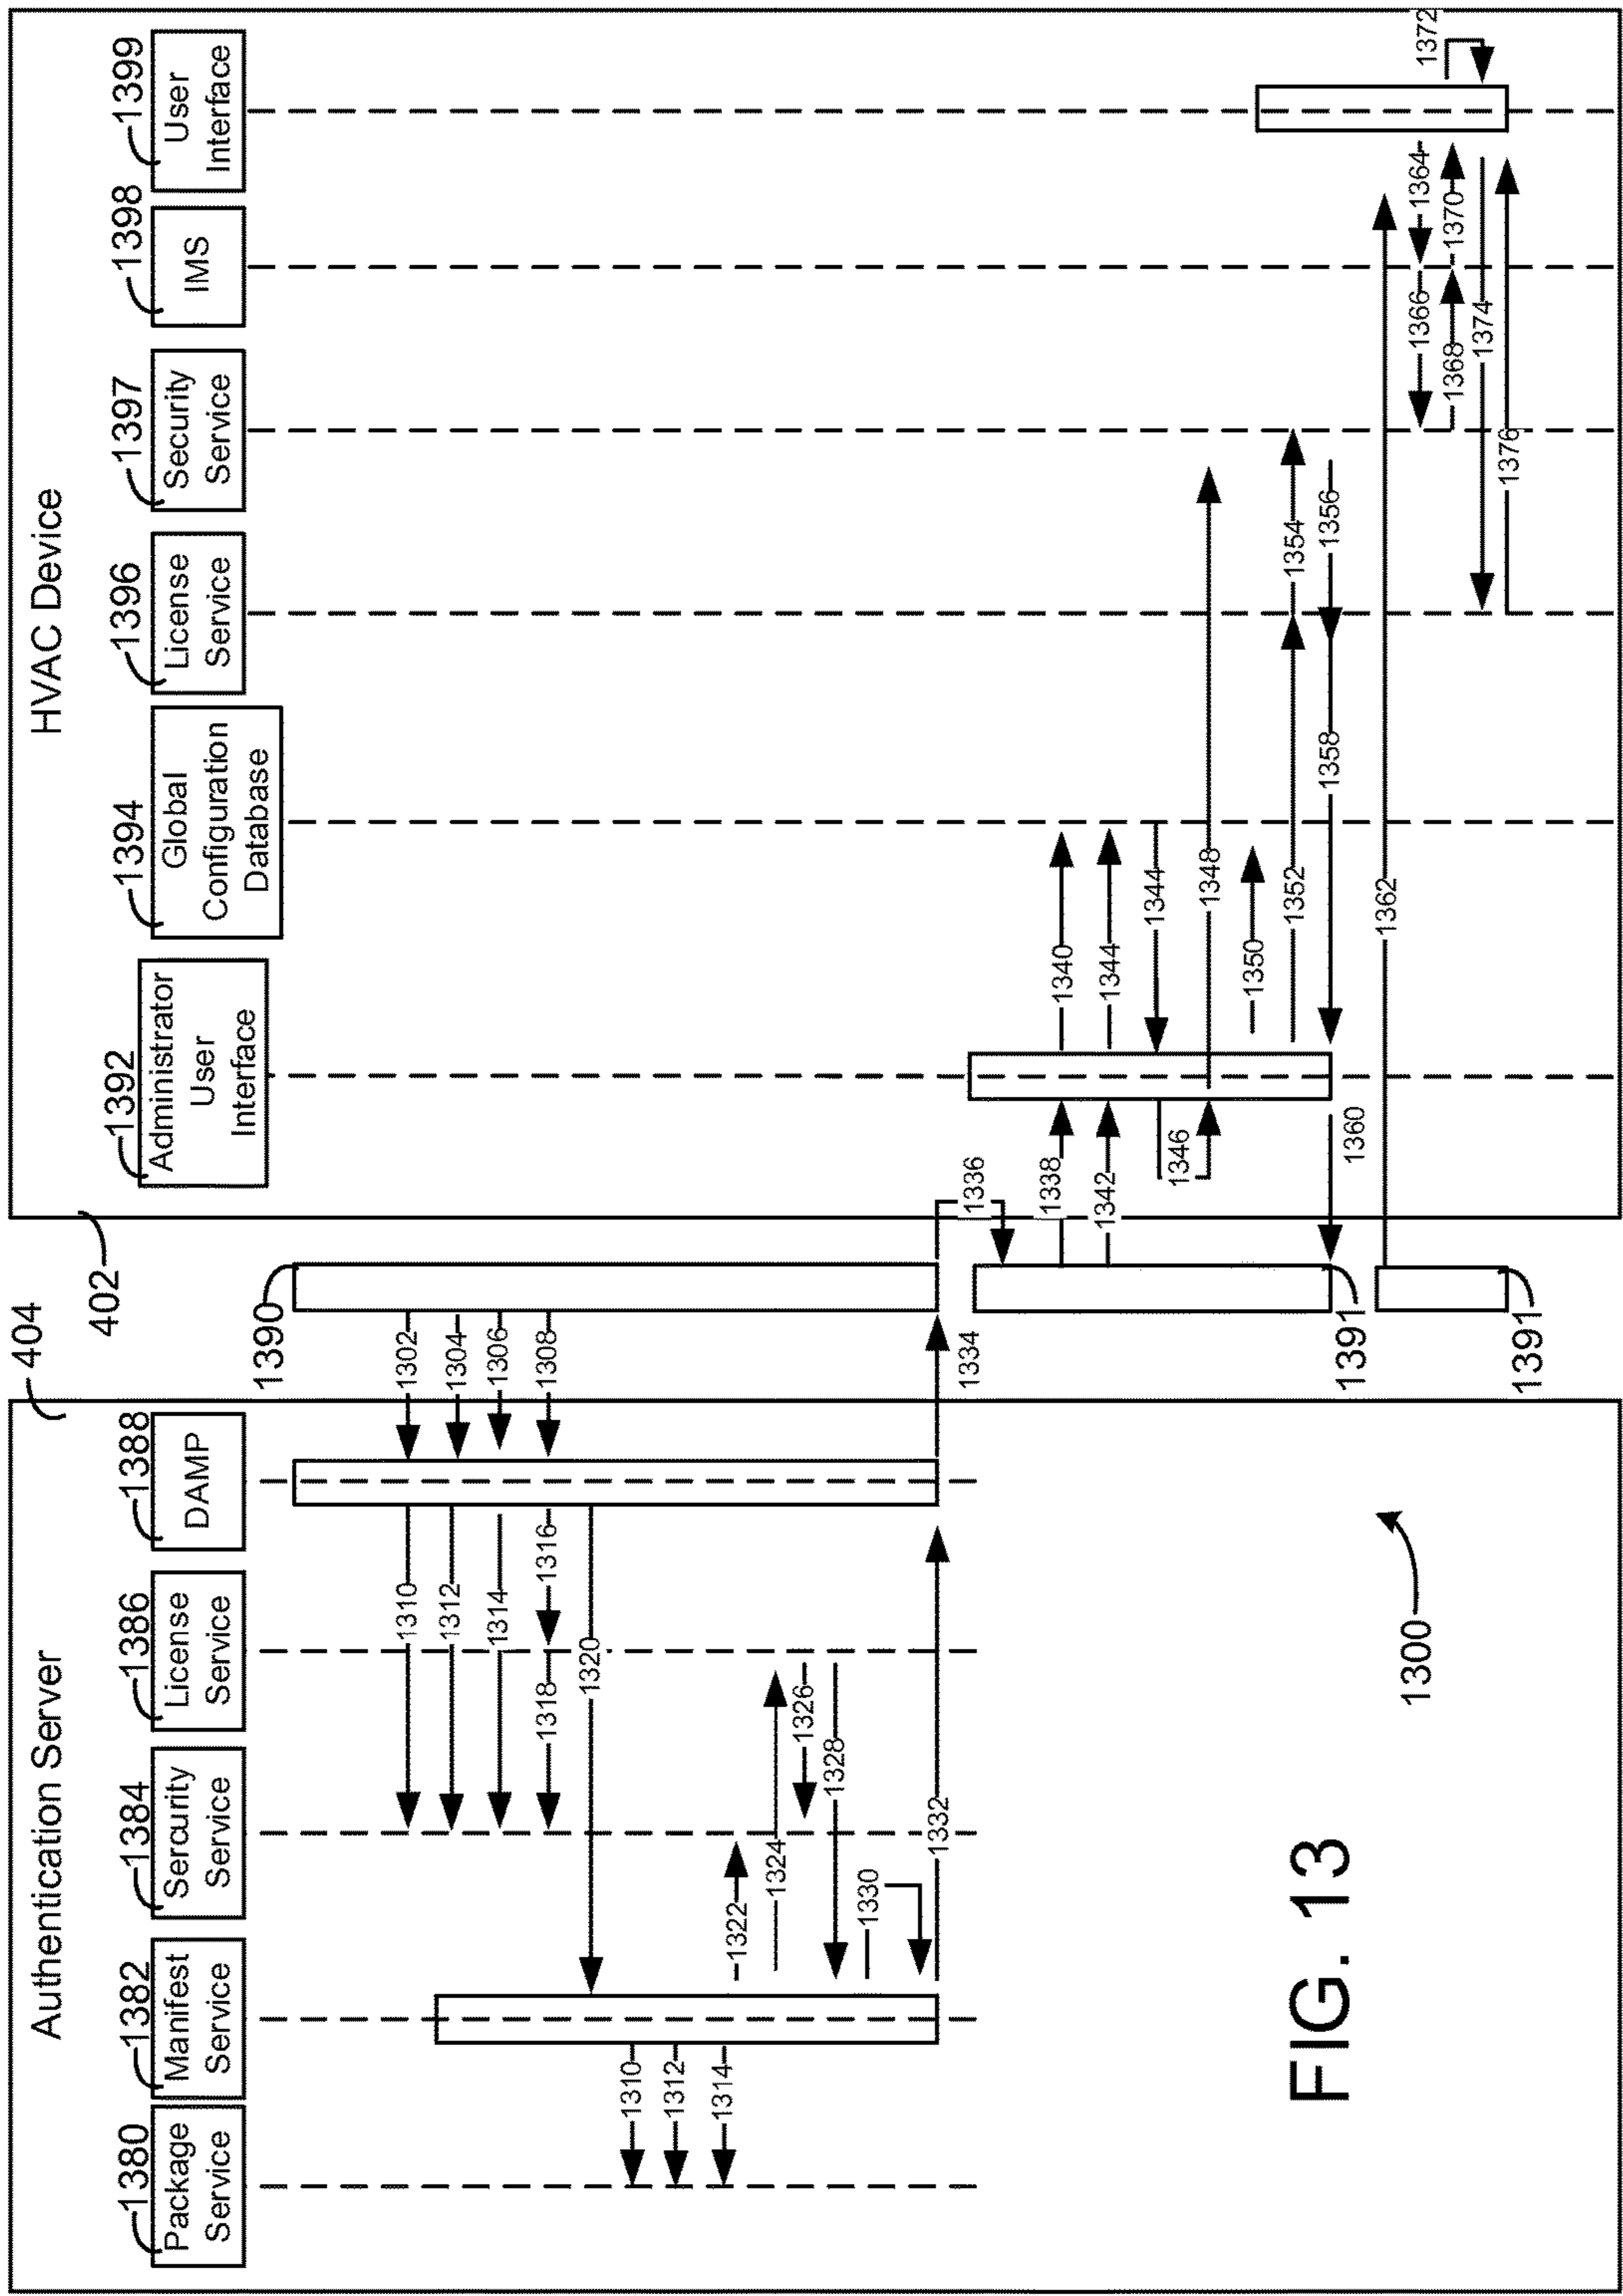 Authentication Server
404
402
HVAC Device
1380
Package
Service
1382
Manifest
Service
1384
Sercurity
Service
1386
License
Service
1388
DAMP
1390
1392
Administrator
User
Interface
1394
Global
Configuration
Database
1396
License
Service
1397
Security
Service
1398
IMS
1399
User
Interface
1302
1304
1306
1308
1310
1312
1314
1316
1318
1320
1310
1312
1314
1322
1324
1326
1328
1330
1332
1334
1336
1338
1340
1342
1344
1344
1346
1348
1350
1352
1354
1356
1358
1360
1391
1362
1364
1366
1368
1370
1372
1374
1376
1391
1300
FIG. 13